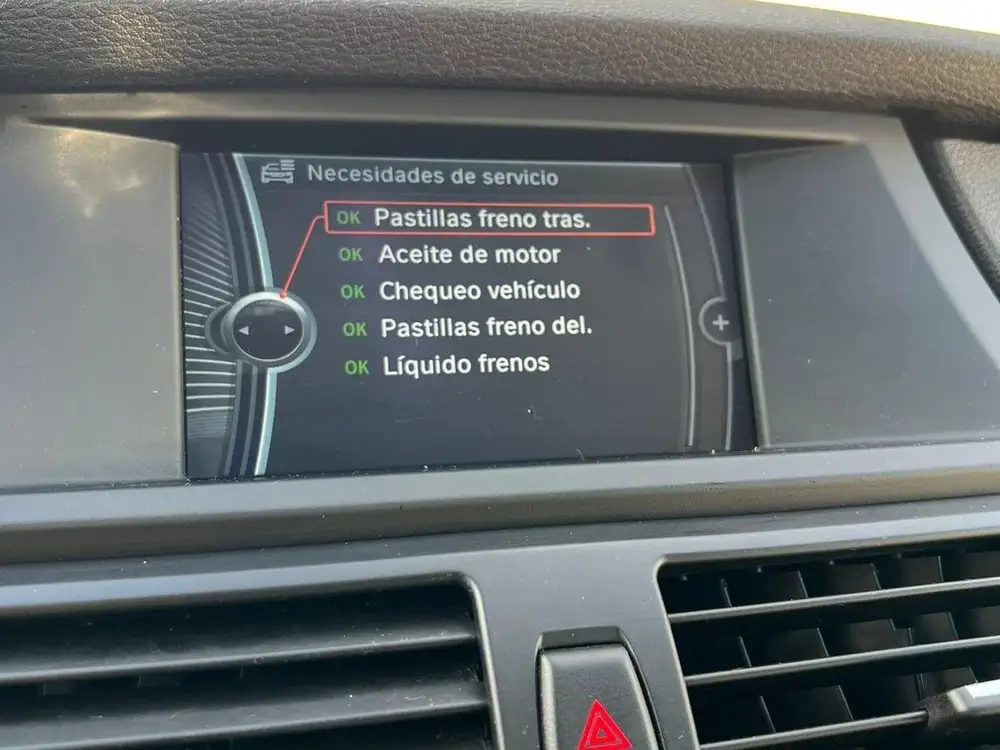 Necesidades de servicio
OK Pastillas freno tras.
OK Aceite de motor
OK Chequeo vehículo
OK Pastillas freno del.
OK Líquido frenos